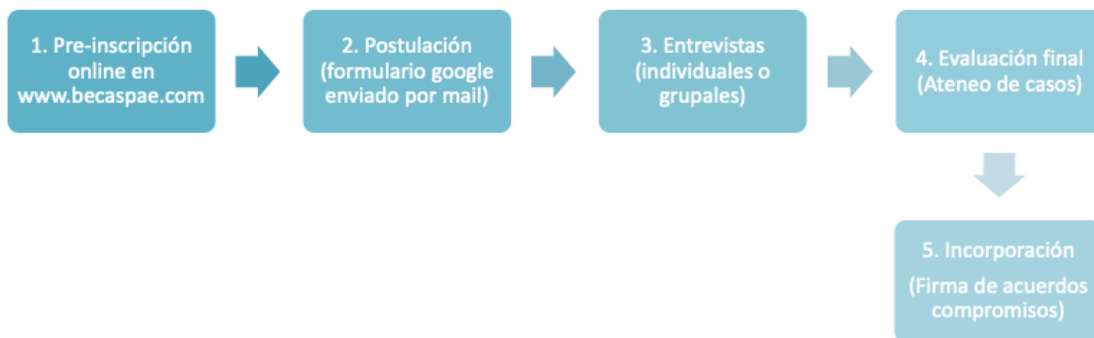 1. Pre-inscripción
online en
www.becaspae.com
2. Postulación
(formulario google
enviado por mail)
3. Entrevistas
(individuales o
grupales)
4. Evaluación final
(Ateneo de casos)
5. Incorporación
(Firma de acuerdos
compromisos)